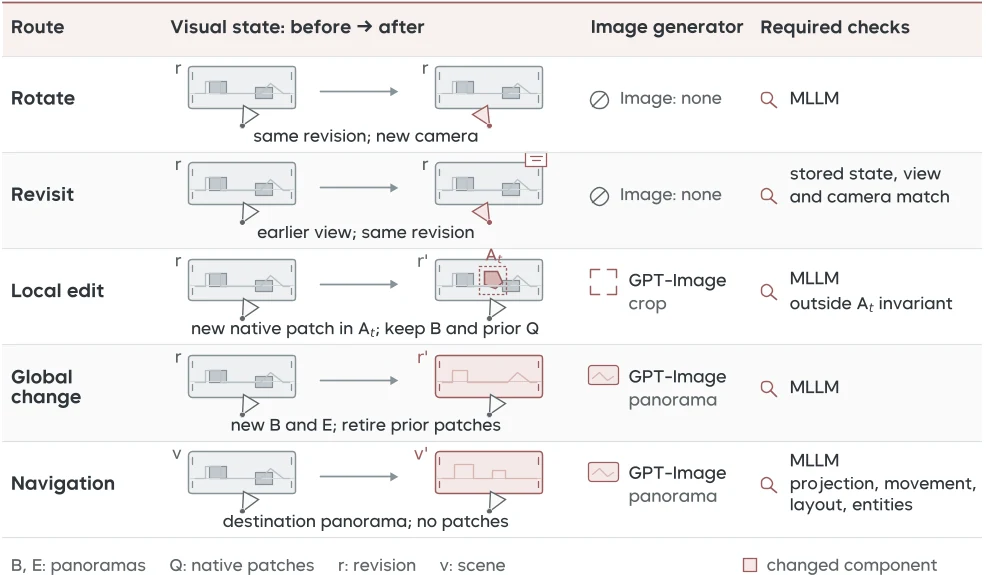 Route Visual state: before → after Image generator Required checks
r r
Rotate Image: none MLLM
same revision; new camera
r r
Revisit Image: none stored state, view
and camera match
earlier view; same revision
r r' At
Local edit GPT-Image MLLM
crop outside At invariant
new native patch in At; keep B and prior Q
r r'
Global GPT-Image MLLM
change panorama
new B and E; retire prior patches
v v'
Navigation GPT-Image MLLM
panorama projection, movement,
layout, entities
destination panorama; no patches
B, E: panoramas Q: native patches r: revision v: scene changed component